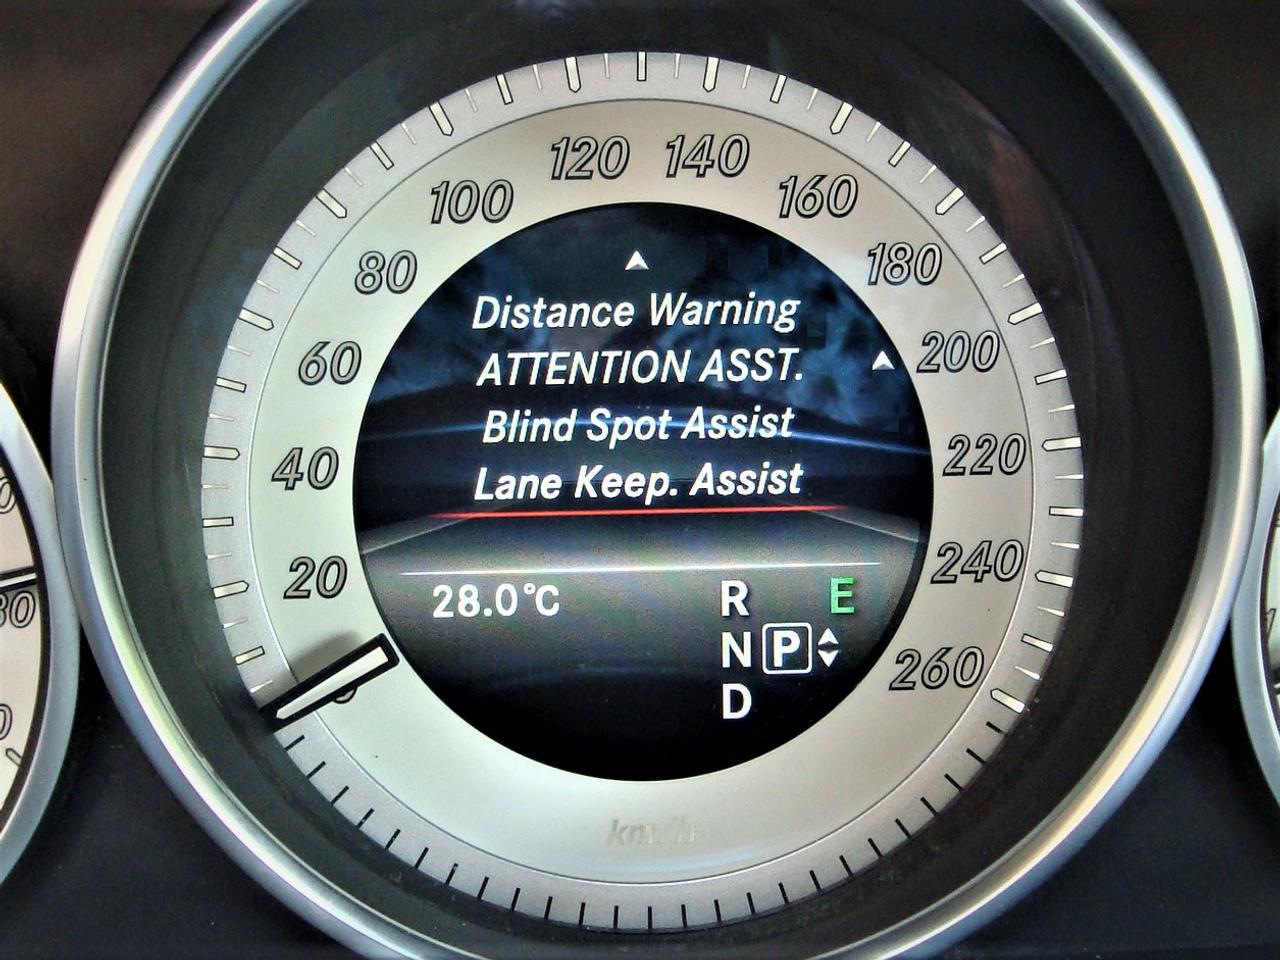 120 140
100 160
80 180
60 200
40 220
20 240
260
Distance Warning
ATTENTION ASST.
Blind Spot Assist
Lane Keep. Assist
28.0°C
R E
N P
D
km/h